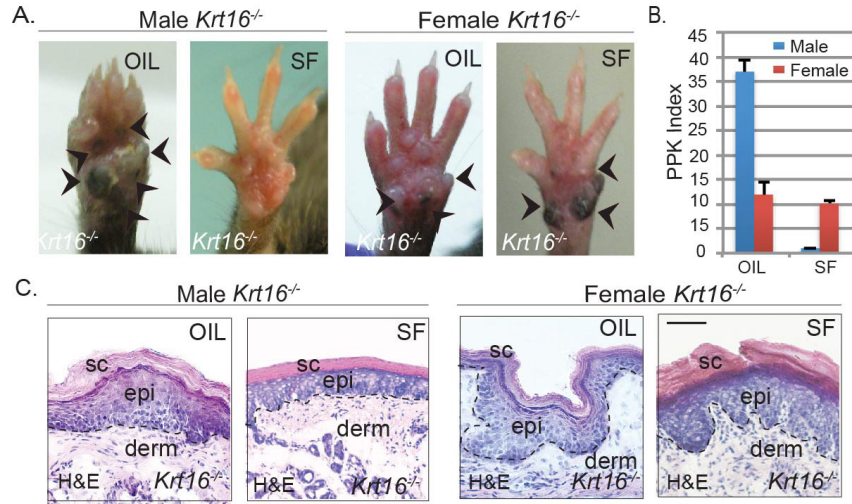 A.
Male Krt16-/-
Female Krt16-/-
OIL
SF
OIL
SF
Krt16-/-
Krt16-/-
Krt16-/-
Krt16-/-
B.
PPK Index
45
40
35
30
25
20
15
10
5
0
OIL
SF
Male
Female
C.
Male Krt16-/-
Female Krt16-/-
OIL
sc
epi
derm
H&E
Krt16-/-
SF
sc
epi
derm
H&E
Krt16-/-
OIL
sc
epi
derm
H&E
Krt16-/-
SF
sc
epi
derm
H&E
Krt16-/-